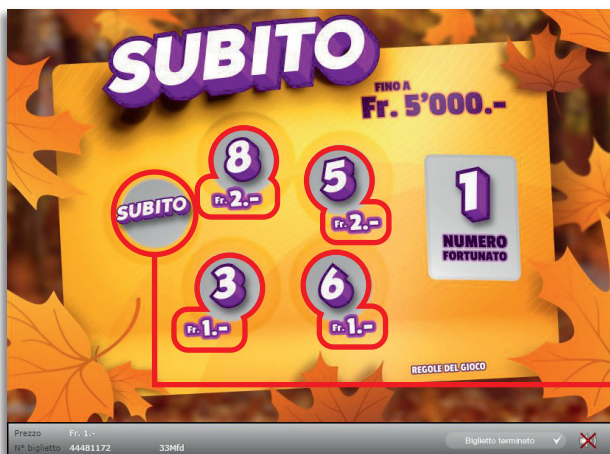 SUBITO
FINO A
Fr. 5'000.-
8
Fr. 2.-
5
Fr. 2.-
SUBITO
1
NUMERO
FORTUNATO
3
Fr. 1.-
6
Fr. 1.-
REGOLE DEL GIOCO
Prezzo Fr. 1.-
N° biglietto 44481172 33Mfd
Biglietto terminato